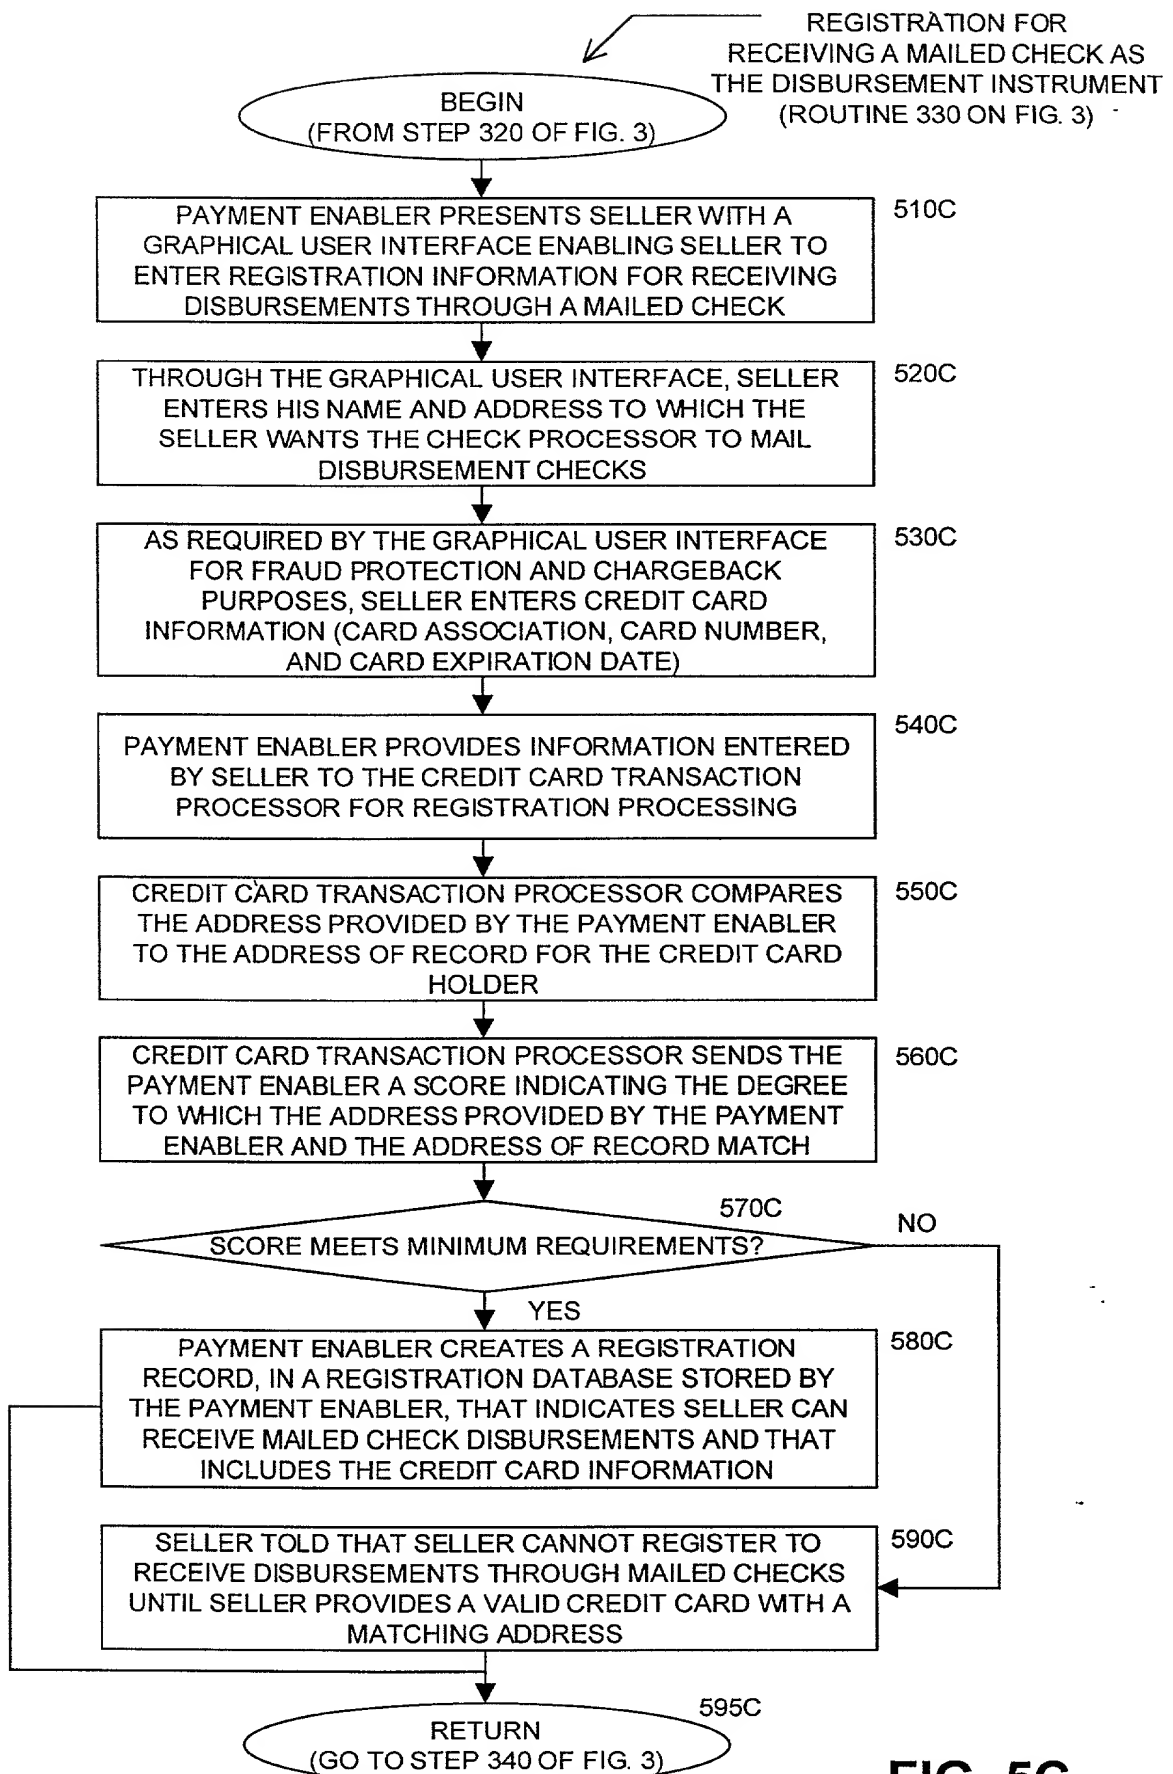 REGISTRATION FOR
RECEIVING A MAILED CHECK AS
THE DISBURSEMENT INSTRUMENT
(ROUTINE 330 ON FIG. 3)
BEGIN
(FROM STEP 320 OF FIG. 3)
510C
PAYMENT ENABLER PRESENTS SELLER WITH A
GRAPHICAL USER INTERFACE ENABLING SELLER TO
ENTER REGISTRATION INFORMATION FOR RECEIVING
DISBURSEMENTS THROUGH A MAILED CHECK
520C
THROUGH THE GRAPHICAL USER INTERFACE, SELLER
ENTERS HIS NAME AND ADDRESS TO WHICH THE
SELLER WANTS THE CHECK PROCESSOR TO MAIL
DISBURSEMENT CHECKS
530C
AS REQUIRED BY THE GRAPHICAL USER INTERFACE
FOR FRAUD PROTECTION AND CHARGEBACK
PURPOSES, SELLER ENTERS CREDIT CARD
INFORMATION (CARD ASSOCIATION, CARD NUMBER,
AND CARD EXPIRATION DATE)
540C
PAYMENT ENABLER PROVIDES INFORMATION ENTERED
BY SELLER TO THE CREDIT CARD TRANSACTION
PROCESSOR FOR REGISTRATION PROCESSING
550C
CREDIT CARD TRANSACTION PROCESSOR COMPARES
THE ADDRESS PROVIDED BY THE PAYMENT ENABLER
TO THE ADDRESS OF RECORD FOR THE CREDIT CARD
HOLDER
560C
CREDIT CARD TRANSACTION PROCESSOR SENDS THE
PAYMENT ENABLER A SCORE INDICATING THE DEGREE
TO WHICH THE ADDRESS PROVIDED BY THE PAYMENT
ENABLER AND THE ADDRESS OF RECORD MATCH
570C
SCORE MEETS MINIMUM REQUIREMENTS?
NO
YES
580C
PAYMENT ENABLER CREATES A REGISTRATION
RECORD, IN A REGISTRATION DATABASE STORED BY
THE PAYMENT ENABLER, THAT INDICATES SELLER CAN
RECEIVE MAILED CHECK DISBURSEMENTS AND THAT
INCLUDES THE CREDIT CARD INFORMATION
590C
SELLER TOLD THAT SELLER CANNOT REGISTER TO
RECEIVE DISBURSEMENTS THROUGH MAILED CHECKS
UNTIL SELLER PROVIDES A VALID CREDIT CARD WITH A
MATCHING ADDRESS
595C
RETURN
(GO TO STEP 340 OF FIG. 3)
FIG. 5C